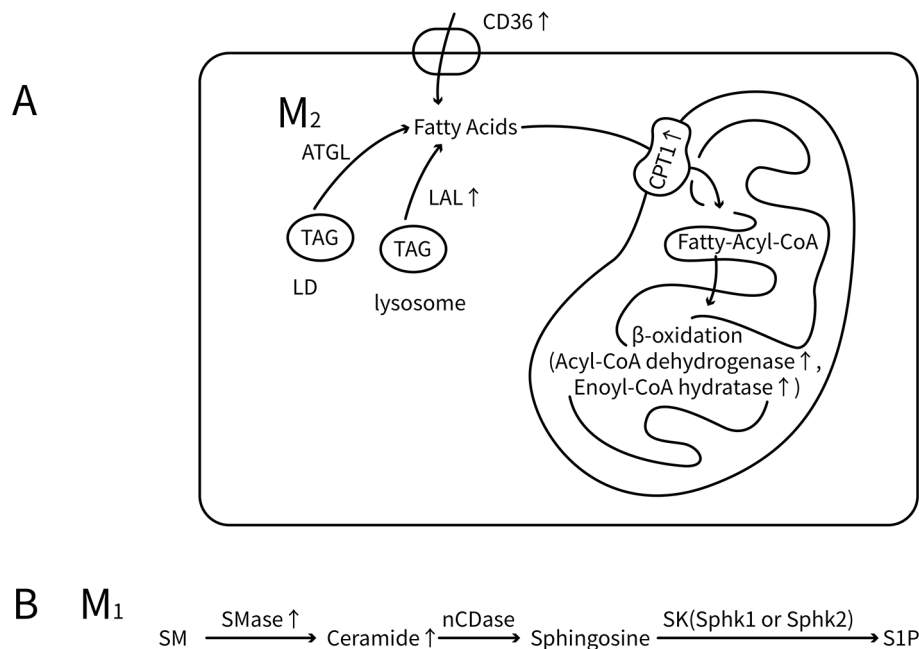 CD36↑
A
M2
Fatty Acids
ATGL
CPT1↑
LAL↑
TAG
TAG
Fatty-Acyl-CoA
LD
lysosome
β-oxidation
(Acyl-CoA dehydrogenase↑,
Enoyl-CoA hydratase↑)
B M1
SM SMase↑ Ceramide↑ nCDase Sphingosine SK(Sphk1 or Sphk2) S1P